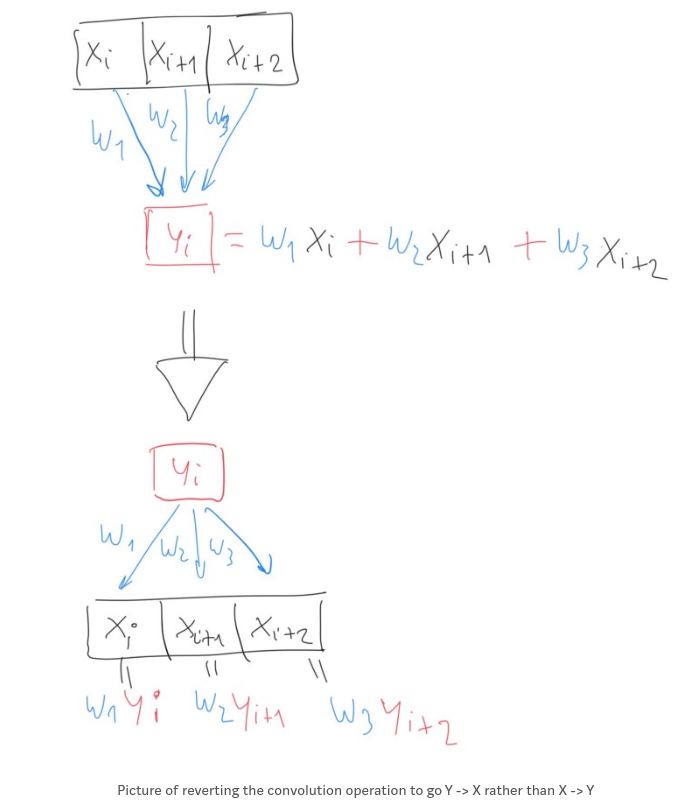 Xi Xi+1 Xi+2
W1 W2 W3
yi = W1 Xi + W2 Xi+1 + W3 Xi+2
yi
W1 W2 W3
Xi Xi+1 Xi+2
W1 yi W2 yi+1 W3 yi+2
Picture of reverting the convolution operation to go Y -> X rather than X -> Y